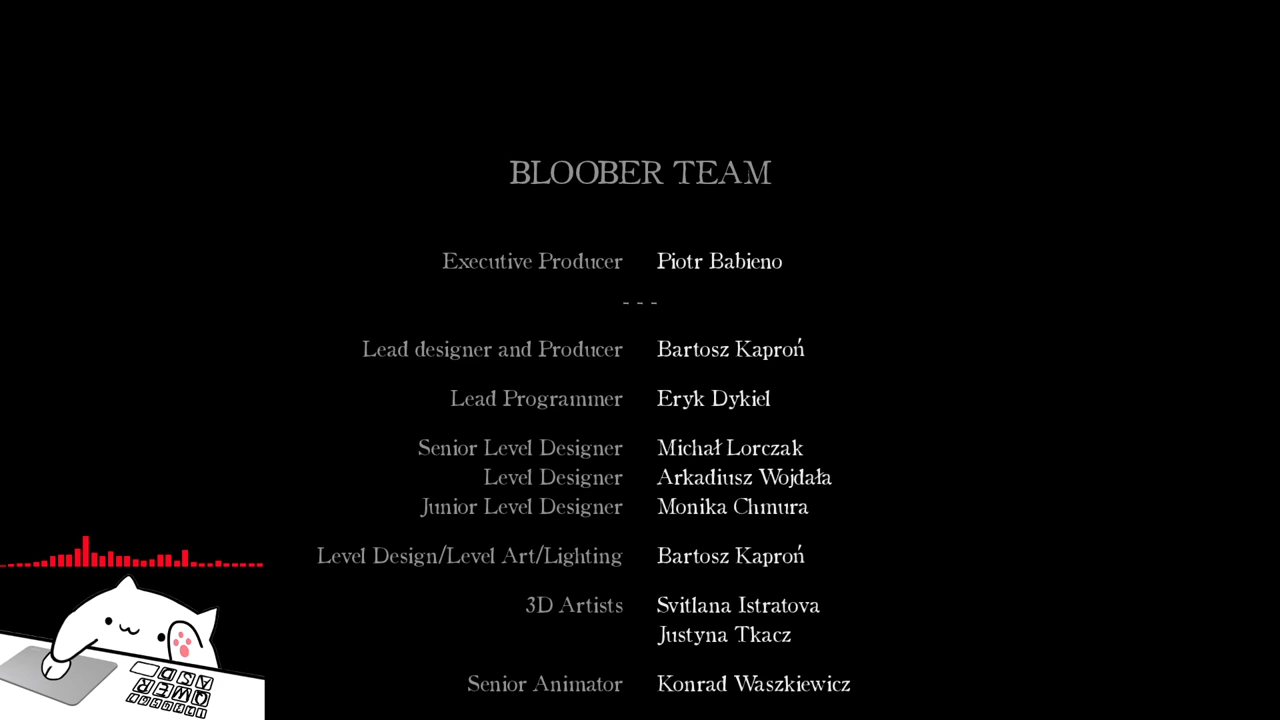 BLOOBER TEAM
Executive Producer Piotr Babieno
- - -
Lead designer and Producer Bartosz Kaproń
Lead Programmer Eryk Dykiel
Senior Level Designer Michał Lorczak
Level Designer Arkadiusz Wojdała
Junior Level Designer Monika Chmura
Level Design/Level Art/Lighting Bartosz Kaproń
3D Artists Svitlana Istratova
Justyna Tkacz
Senior Animator Konrad Waszkiewicz
ASD
QWER